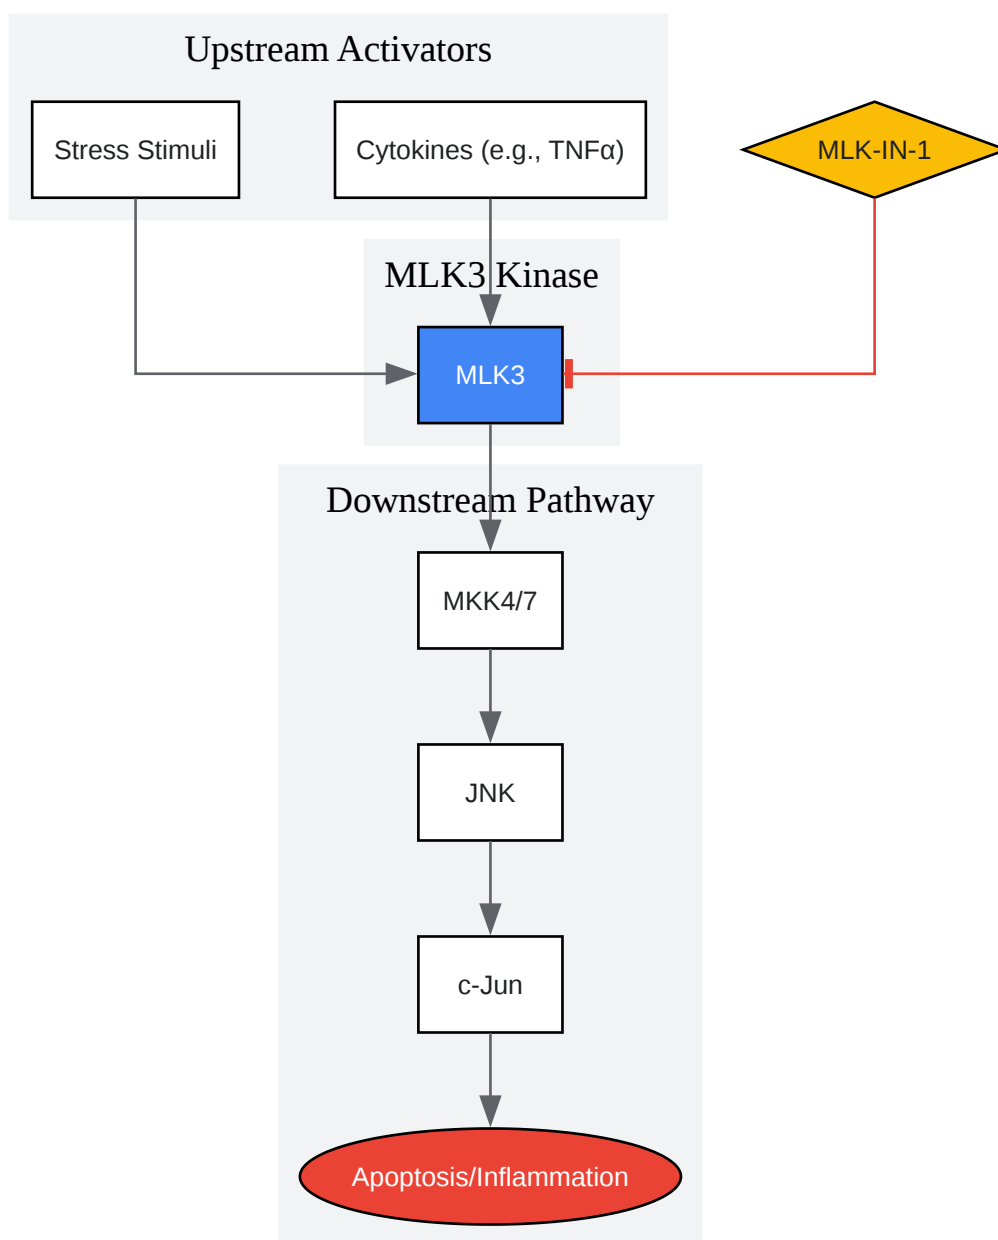 Upstream Activators
Stress Stimuli
Cytokines (e.g., TNFα)
MLK-IN-1
MLK3 Kinase
MLK3
Downstream Pathway
MKK4/7
JNK
c-Jun
Apoptosis/Inflammation